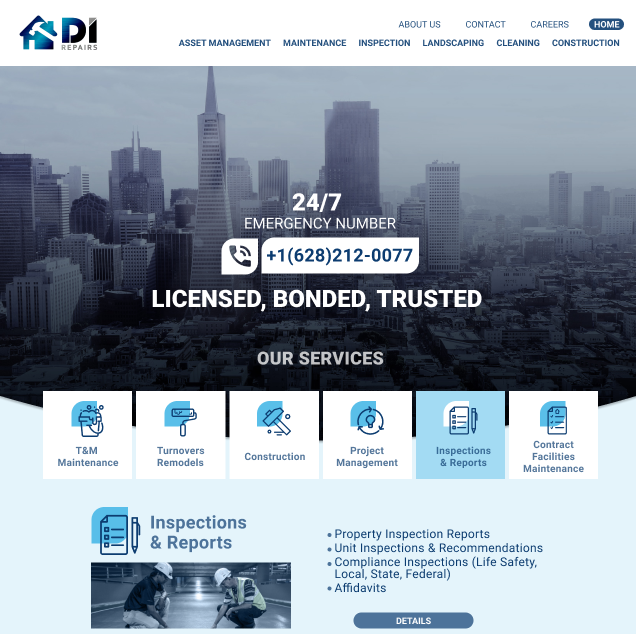 DI
REPAIRS
ABOUT US CONTACT CAREERS HOME
ASSET MANAGEMENT MAINTENANCE INSPECTION LANDSCAPING CLEANING CONSTRUCTION
24/7
EMERGENCY NUMBER
+1(628)212-0077
LICENSED, BONDED, TRUSTED
OUR SERVICES
T&M
Maintenance
Turnovers
Remodels
Construction
Project
Management
Inspections
& Reports
Contract
Facilities
Maintenance
Inspections
& Reports
• Property Inspection Reports
• Unit Inspections & Recommendations
• Compliance Inspections (Life Safety,
Local, State, Federal)
• Affidavits
DETAILS